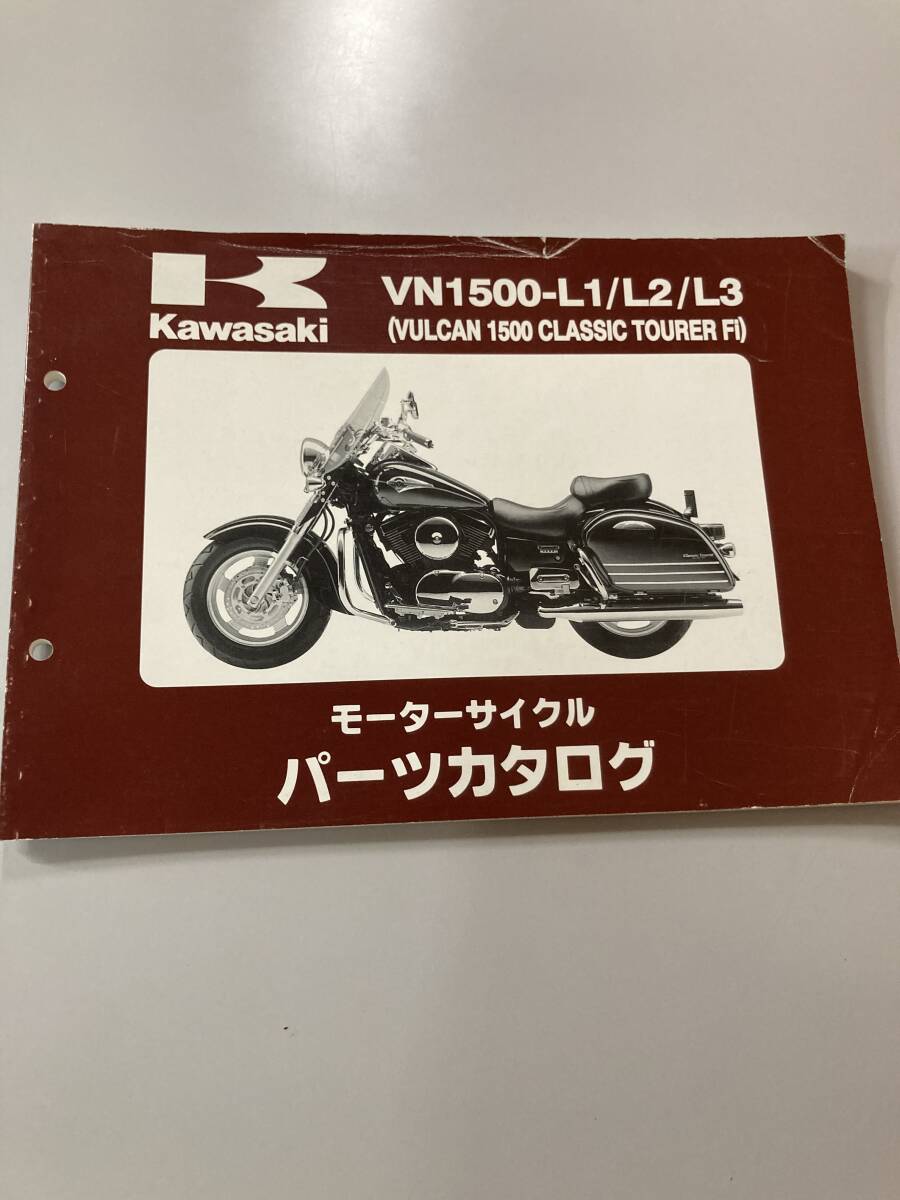 Kawasaki
VN1500-L1/L2/L3
(VULCAN 1500 CLASSIC TOURER Fi)
モーターサイクル
パーツカタログ